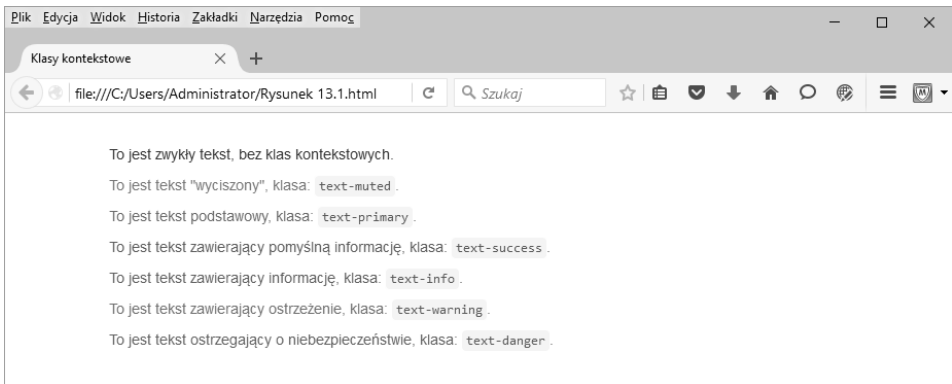 Plik Edycja Widok Historia Zakładki Narzędzia Pomoc
Klasy kontekstowe
file:///C:/Users/Administrator/Rysunek 13.1.html
Szukaj
To jest zwykły tekst, bez klas kontekstowych.
To jest tekst "wyciszony", klasa: text-muted.
To jest tekst podstawowy, klasa: text-primary.
To jest tekst zawierający pomyślną informację, klasa: text-success.
To jest tekst zawierający informację, klasa: text-info.
To jest tekst zawierający ostrzeżenie, klasa: text-warning.
To jest tekst ostrzegający o niebezpieczeństwie, klasa: text-danger.